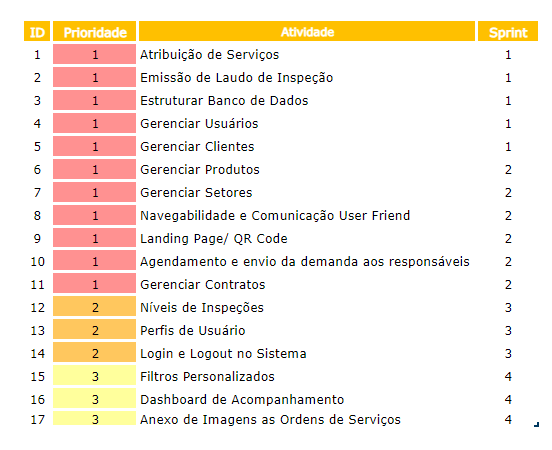 ID Prioridade Atividade Sprint
1 1 Atribuição de Serviços 1
2 1 Emissão de Laudo de Inspeção 1
3 1 Estruturar Banco de Dados 1
4 1 Gerenciar Usuários 1
5 1 Gerenciar Clientes 1
6 1 Gerenciar Produtos 2
7 1 Gerenciar Setores 2
8 1 Navegabilidade e Comunicação User Friend 2
9 1 Landing Page/ QR Code 2
10 1 Agendamento e envio da demanda aos responsáveis 2
11 1 Gerenciar Contratos 2
12 2 Níveis de Inspeções 3
13 2 Perfis de Usuário 3
14 2 Login e Logout no Sistema 3
15 3 Filtros Personalizados 4
16 3 Dashboard de Acompanhamento 4
17 3 Anexo de Imagens as Ordens de Serviços 4